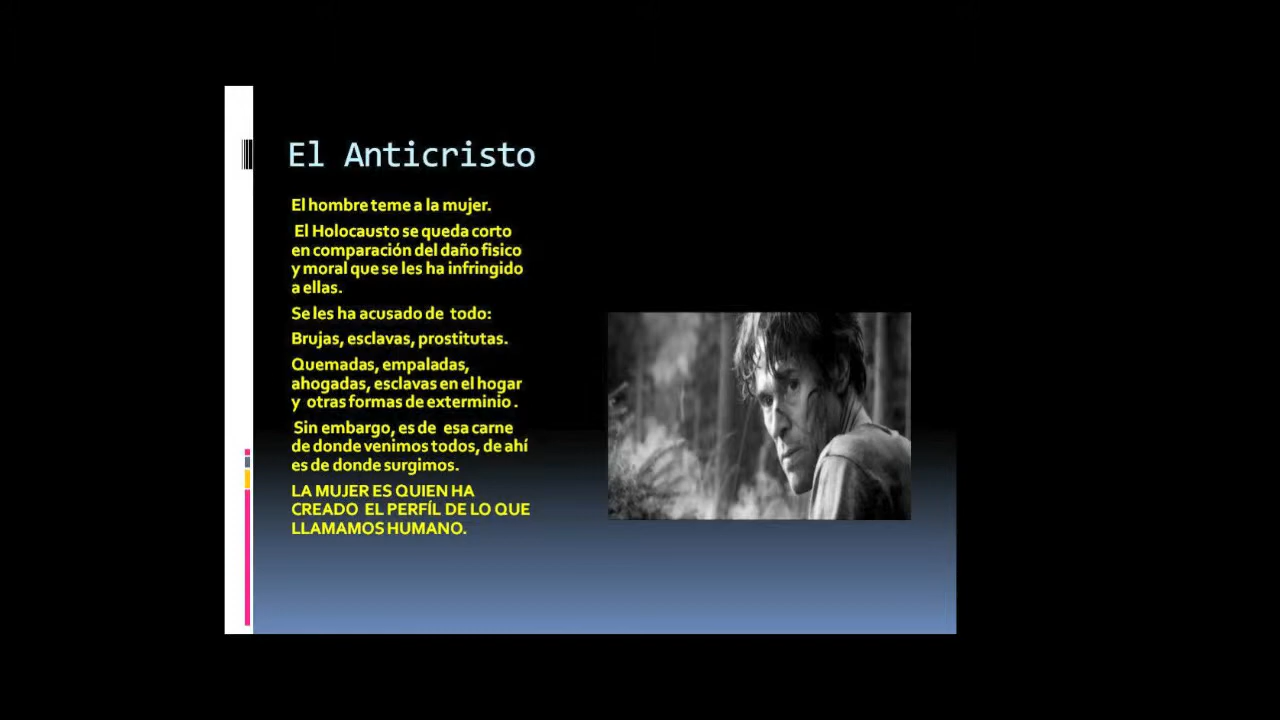 El Anticristo
El hombre teme a la mujer.
El Holocausto se queda corto
en comparación del daño fisico
y moral que se les ha infringido
a ellas.
Se les ha acusado de todo:
Brujas, esclavas, prostitutas.
Quemadas, empaladas,
ahogadas, esclavas en el hogar
y otras formas de exterminio .
Sin embargo, es de esa carne
de donde venimos todos, de ahí
es de donde surgimos.
LA MUJER ES QUIEN HA
CREADO EL PERFÍL DE LO QUE
LLAMAMOS HUMANO.